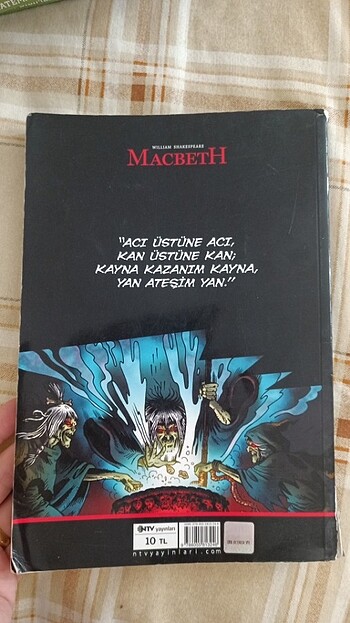 WILLIAM SHAKESPEARE
MACBETH
"ACI ÜSTÜNE ACI,
KAN ÜSTÜNE KAN;
KAYNA KAZANIM KAYNA,
YAN ATEŞİM YAN."
NTV yayınları
10 TL
ntvyayinlari.com